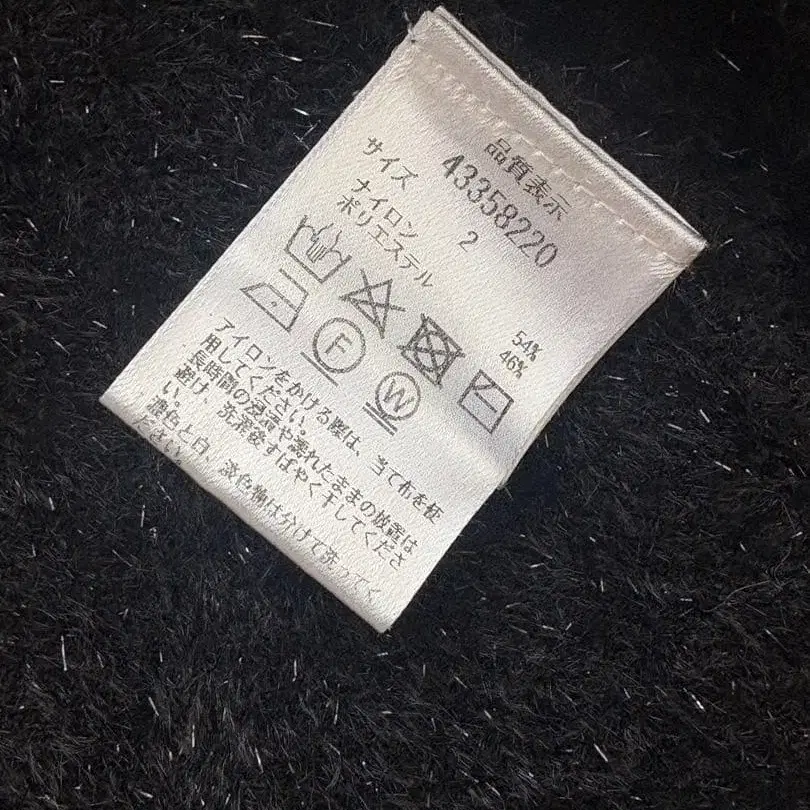 品質表示
43358220
サイズ 2
ナイロン 54%
ポリエステル 46%
F
W
アイロンをかける際は、当て布を使
用してください。
長時間の浸漬や濡れたままの放置は
避け、洗濯後すばやく干してくださ
い。
濃色と白、淡色物は分けて洗ってく
ださい。